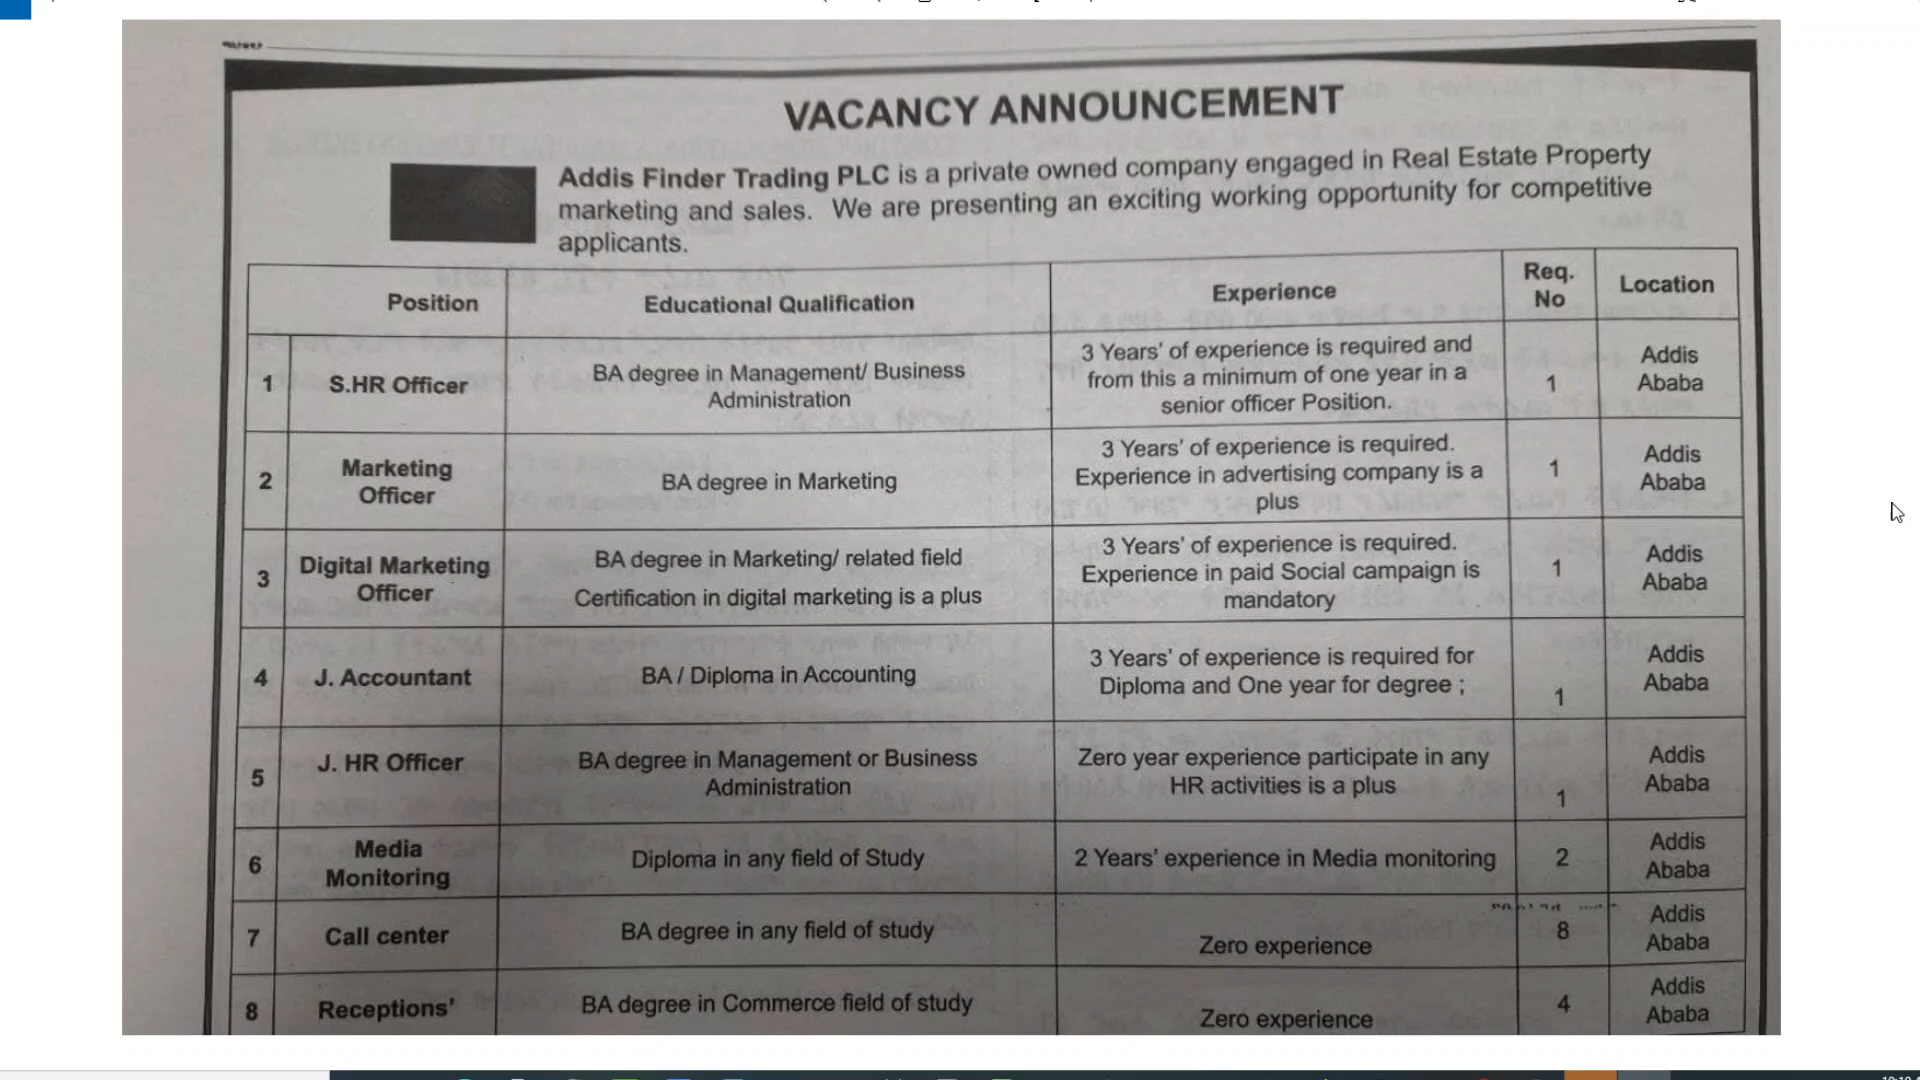 VACANCY ANNOUNCEMENT
Addis Finder Trading PLC is a private owned company engaged in Real Estate Property
marketing and sales. We are presenting an exciting working opportunity for competitive
applicants.
Position Educational Qualification Experience Req. No Location
1 S.HR Officer
BA degree in Management/ Business
Administration
3 Years' of experience is required and
from this a minimum of one year in a
senior officer Position.
1
Addis
Ababa
2
Marketing
Officer
BA degree in Marketing
3 Years' of experience is required.
Experience in advertising company is a
plus
1
Addis
Ababa
3
Digital Marketing
Officer
BA degree in Marketing/ related field
Certification in digital marketing is a plus
3 Years' of experience is required.
Experience in paid Social campaign is
mandatory
1
Addis
Ababa
4 J. Accountant
BA / Diploma in Accounting
3 Years' of experience is required for
Diploma and One year for degree ;
1
Addis
Ababa
5 J. HR Officer
BA degree in Management or Business
Administration
Zero year experience participate in any
HR activities is a plus
1
Addis
Ababa
6
Media
Monitoring
Diploma in any field of Study
2 Years' experience in Media monitoring
2
Addis
Ababa
7 Call center
BA degree in any field of study
Zero experience
8
Addis
Ababa
8 Receptions'
BA degree in Commerce field of study
Zero experience
4
Addis
Ababa